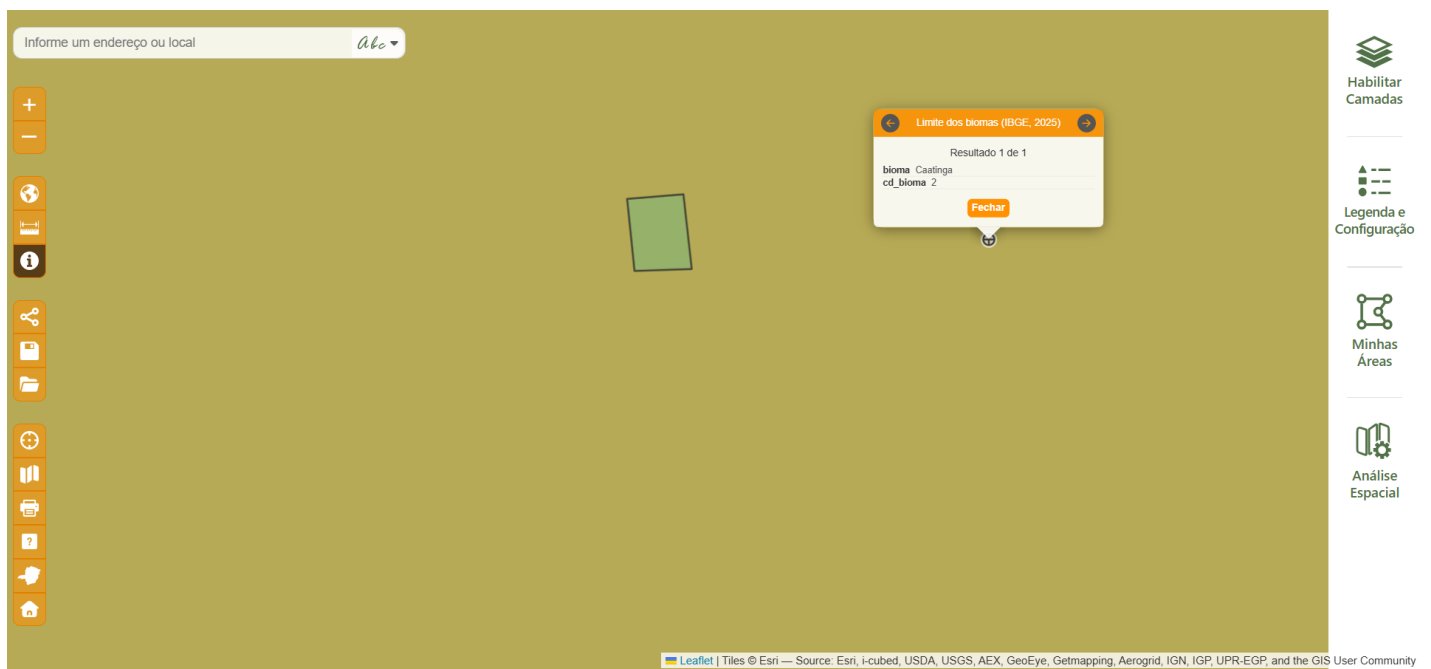 Informe um endereço ou local
Abc
Habilitar
Camadas
Limite dos biomas (IBGE, 2025)
Resultado 1 de 1
bioma Caatinga
cd_bioma 2
Fechar
Legenda e
Configuração
Minhas
Áreas
Análise
Espacial
Leaflet | Tiles © Esri — Source: Esri, i-cubed, USDA, USGS, AEX, GeoEye, Getmapping, Aerogrid, IGN, IGP, UPR-EGP, and the GIS User Community